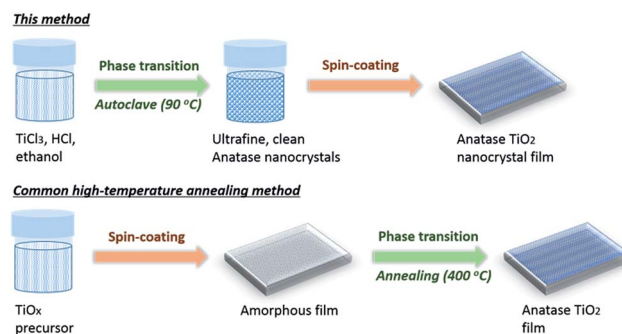 This method
Phase transition
Autoclave (90 °C)
Spin-coating
TiCl3, HCl,
ethanol
Ultrafine, clean
Anatase nanocrystals
Anatase TiO2
nanocrystal film
Common high-temperature annealing method
Spin-coating
Phase transition
Annealing (400 °C)
TiOx
precursor
Amorphous film
Anatase TiO2
film